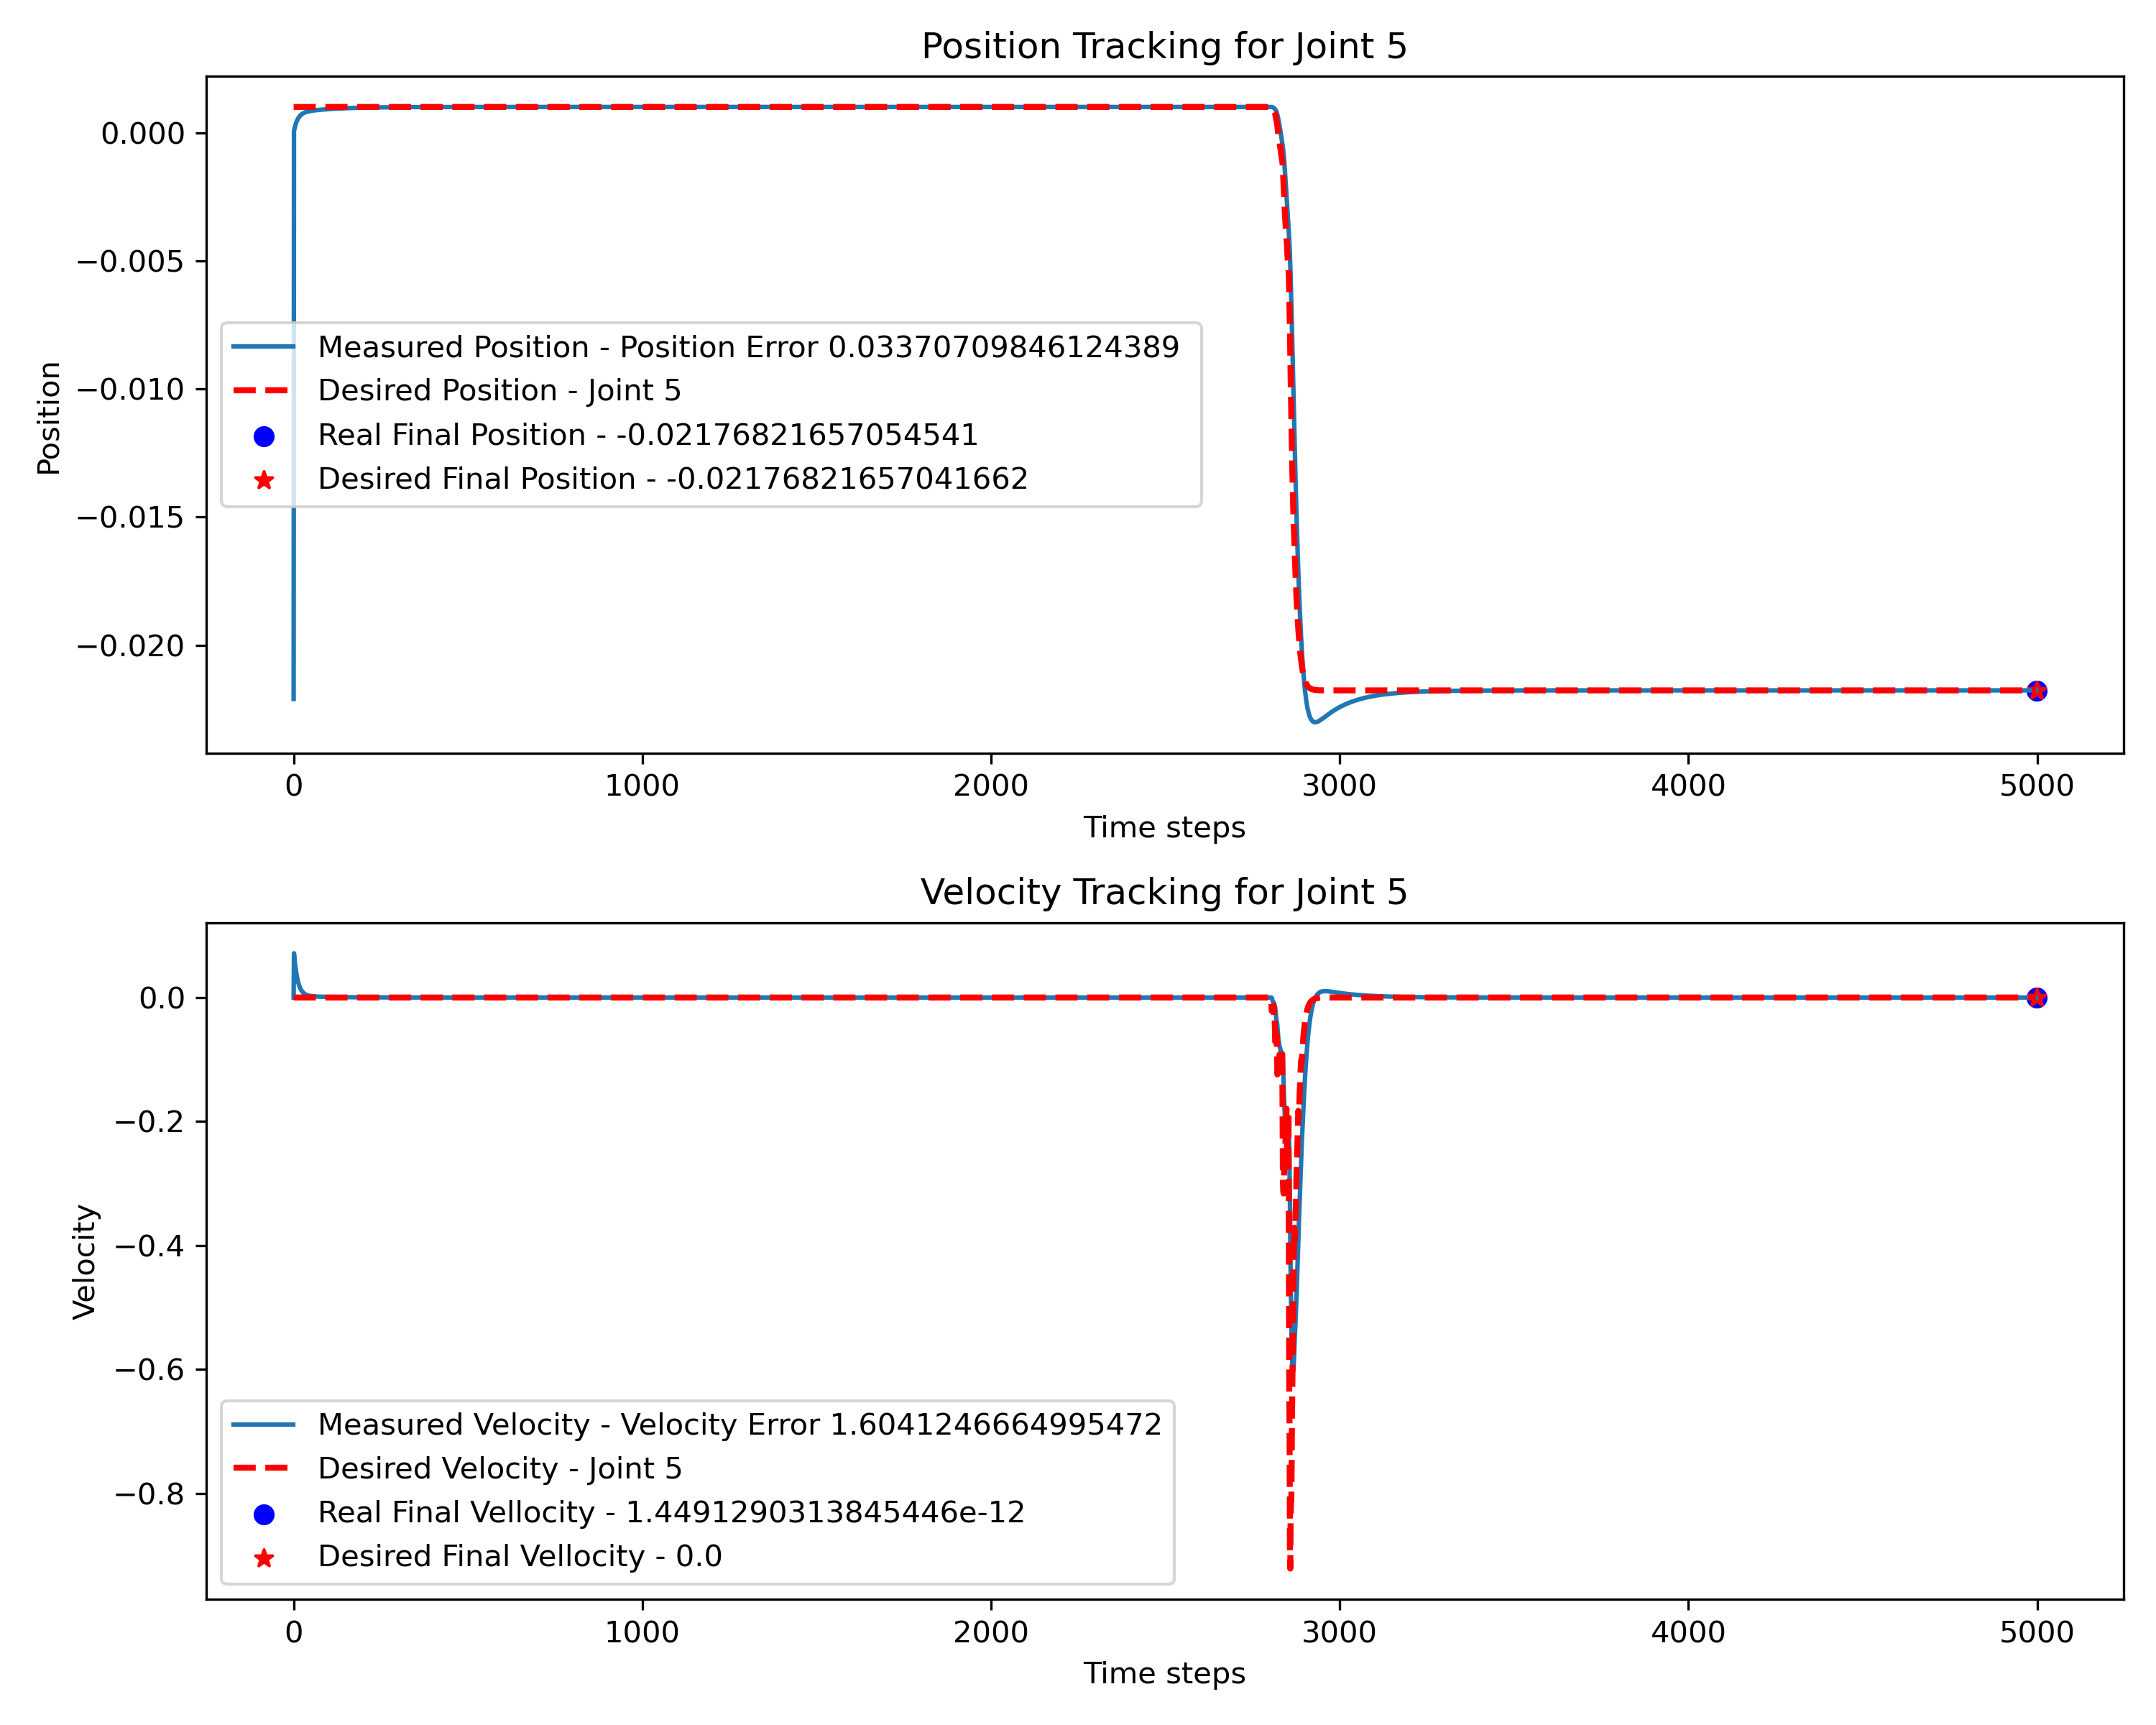 Position Tracking for Joint 5
0.000
−0.005
−0.010
−0.015
−0.020
Position
Measured Position - Position Error 0.03370709846124389
Desired Position - Joint 5
Real Final Position - -0.02176821657054541
Desired Final Position - -0.02176821657041662
0 1000 2000 3000 4000 5000
Time steps
Velocity Tracking for Joint 5
0.0
−0.2
−0.4
−0.6
−0.8
Velocity
Measured Velocity - Velocity Error 1.6041246664995472
Desired Velocity - Joint 5
Real Final Vellocity - 1.4491290313845446e-12
Desired Final Vellocity - 0.0
0 1000 2000 3000 4000 5000
Time steps